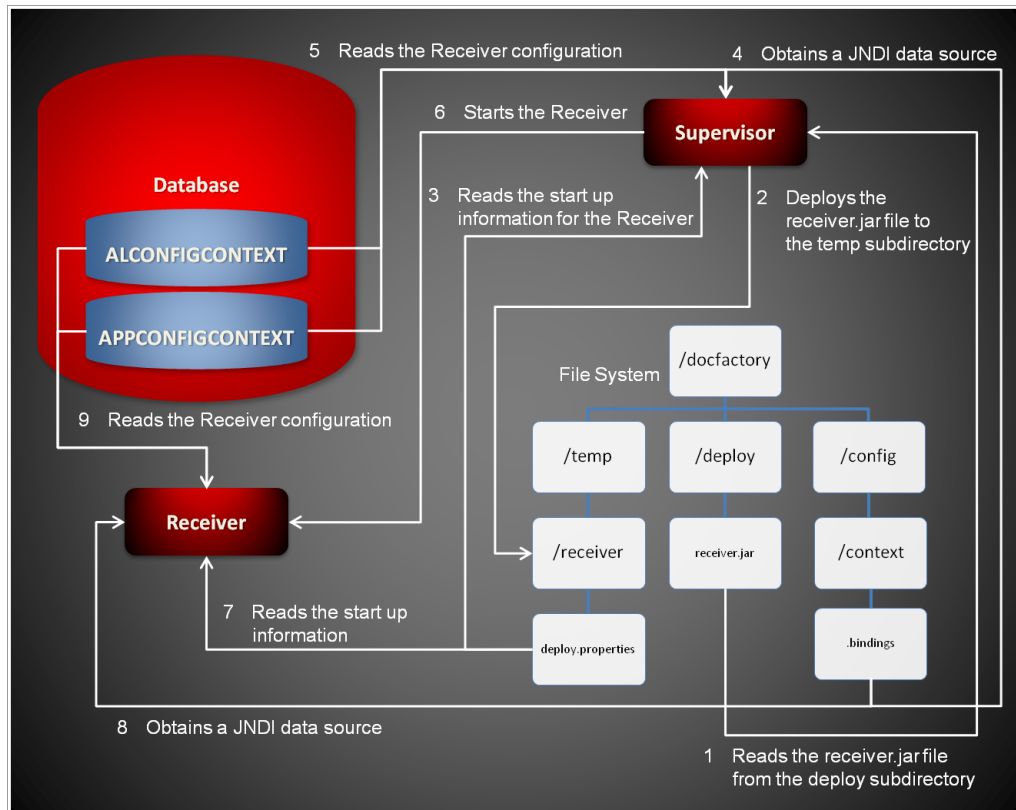 5 Reads the Receiver configuration
4 Obtains a JNDI data source
6 Starts the Receiver
Supervisor
Database
3 Reads the start up
information for the Receiver
2 Deploys the
receiver.jar file to
the temp subdirectory
ALCONFIGCONTEXT
APPCONFIGCONTEXT
File System
/docfactory
9 Reads the Receiver configuration
/temp
/deploy
/config
Receiver
/receiver
receiver.jar
/context
7 Reads the start up
information
deploy.properties
.bindings
8 Obtains a JNDI data source
1 Reads the receiver.jar file
from the deploy subdirectory